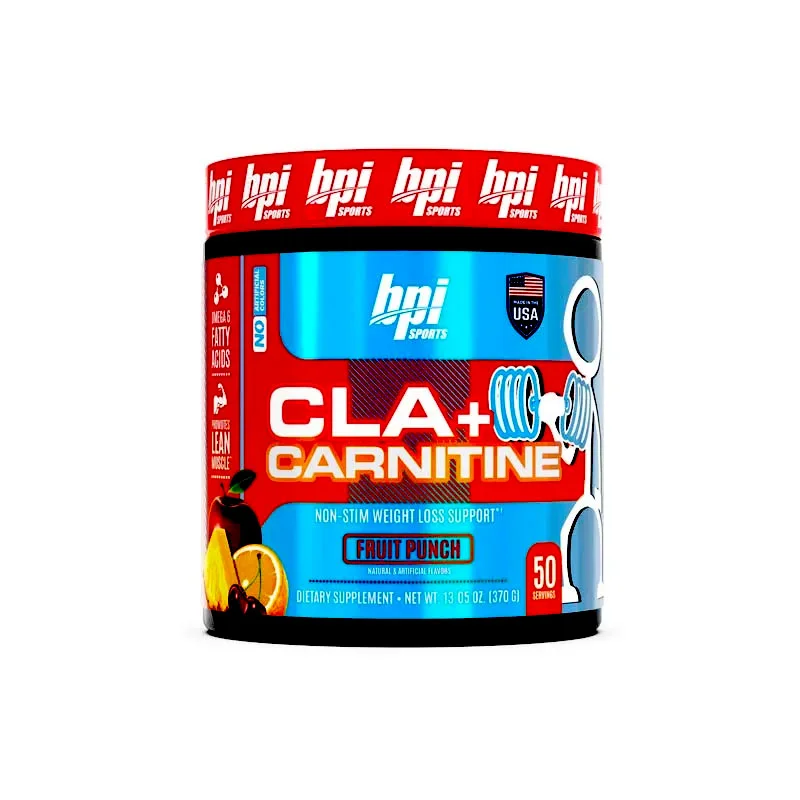 bpi SPORTS bpi SPORTS bpi SPORTS bpi SPORTS bpi SPORTS bpi
bpi
SPORTS
MADE IN THE
USA
NO ARTIFICIAL COLORS
OMEGA 6
FATTY
ACIDS
PROMOTES
LEAN
MUSCLE*
CLA+
CARNITINE
NON-STIM WEIGHT LOSS SUPPORT*†
FRUIT PUNCH
NATURAL & ARTIFICIAL FLAVORS
DIETARY SUPPLEMENT • NET WT. 13.05 OZ. (370 G)
50
SERVINGS